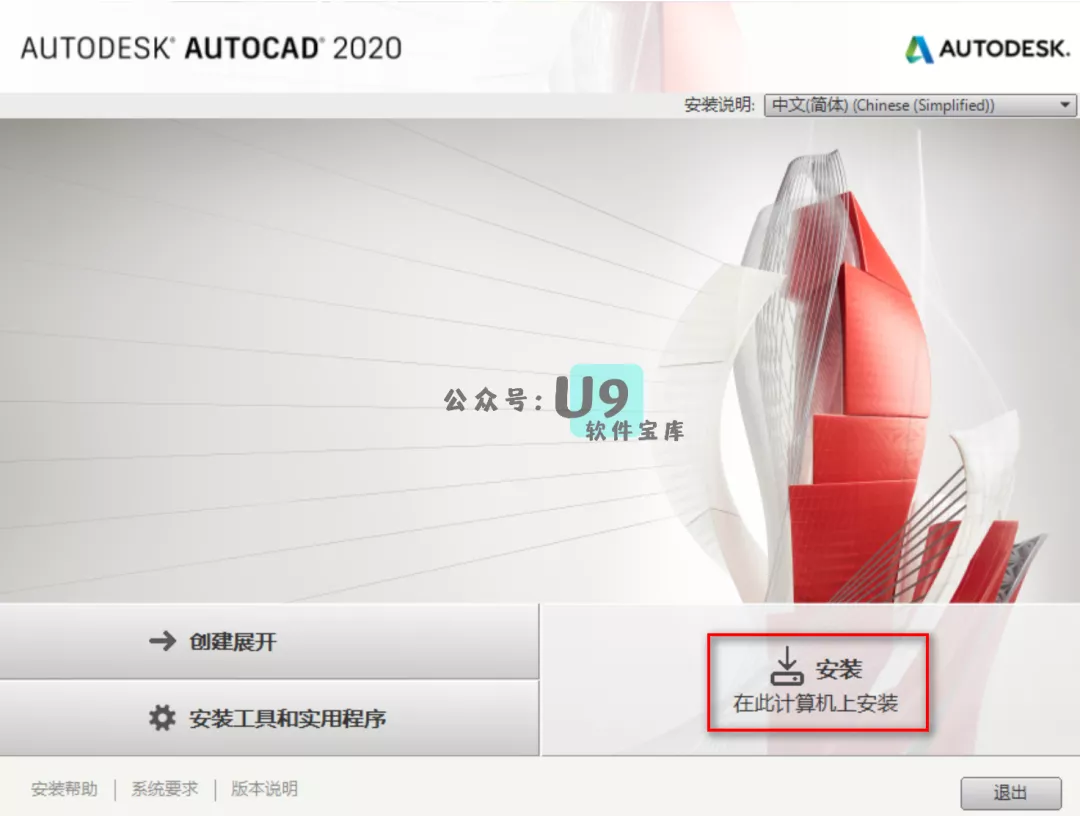 AUTODESK® AUTOCAD® 2020
AUTODESK.
安装说明: 中文(简体) (Chinese (Simplified))
公众号: U9
软件宝库
创建展开
安装
在此计算机上安装
安装工具和实用程序
安装帮助 | 系统要求 | 版本说明
退出